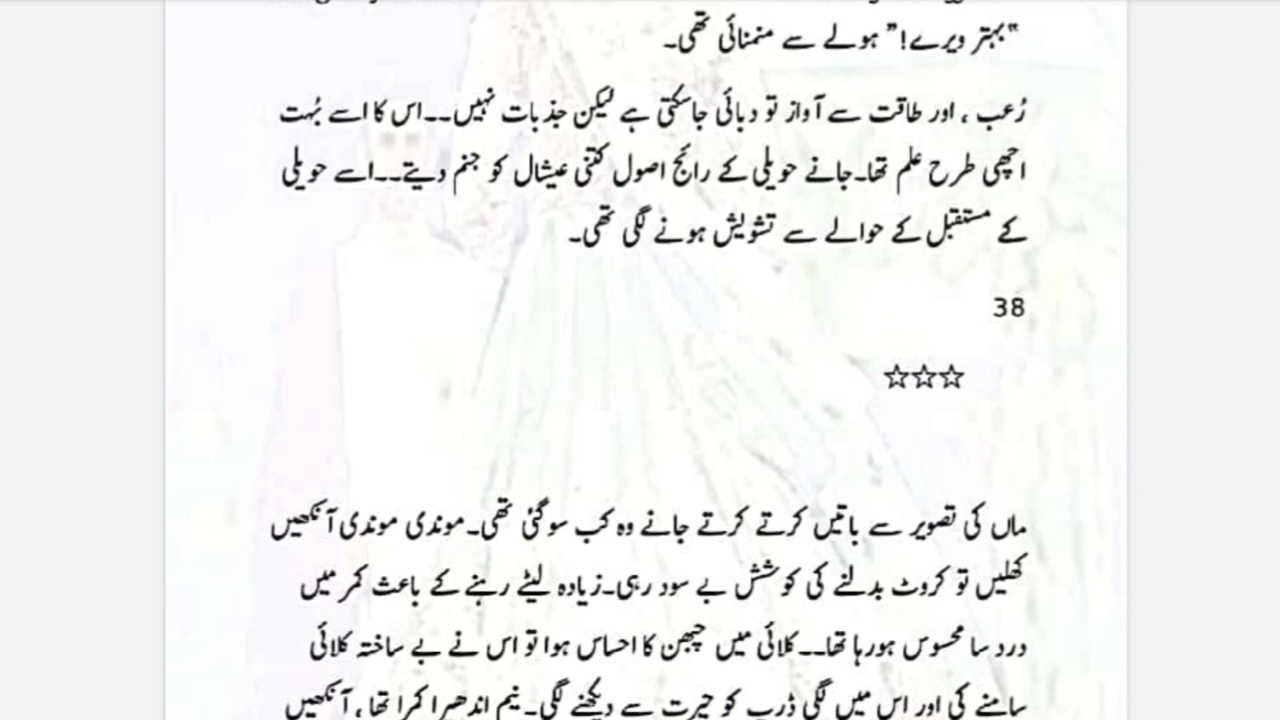 "بہتر ویرے!" ہولے سے منمنائی تھی۔
رُعب ، اور طاقت سے آواز تو دبائی جاسکتی ہے لیکن جذبات نہیں۔۔اس کا اسے بُہت
اچھی طرح علم تھا۔جانے حویلی کے رائج اصول کتنی عیشال کو جنم دیتے۔۔اسے حویلی
کے مستقبل کے حوالے سے تشویش ہونے لگی تھی۔
38
☆☆☆
ماں کی تصویر سے باتیں کرتے کرتے جانے وہ کب سوگئی تھی۔موندی موندی آنکھیں
کھلیں تو کروٹ بدلنے کی کوشش بے سود رہی۔زیادہ لیٹے رہنے کے باعث کمر میں
درد سا محسوس ہورہا تھا۔۔کلائی میں چبھن کا احساس ہوا تو اس نے بے ساختہ کلائی
سامنے کی اور اس میں لگی ڈرپ کو حیرت سے دیکھنے لگی۔نیم اندھیرا کمرا تھا، آنکھیں